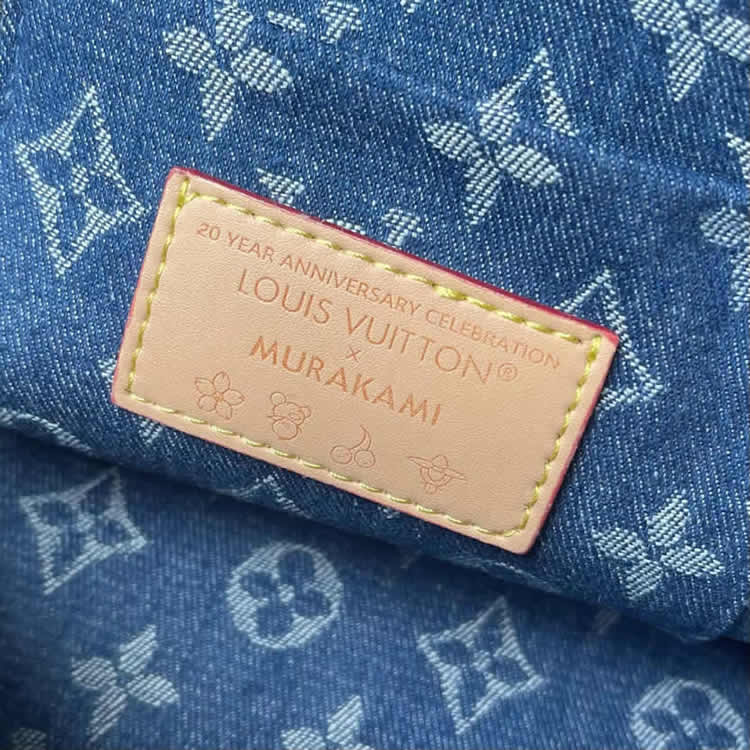 20 YEAR ANNIVERSARY CELEBRATION
LOUIS VUITTON®
×
MURAKAMI